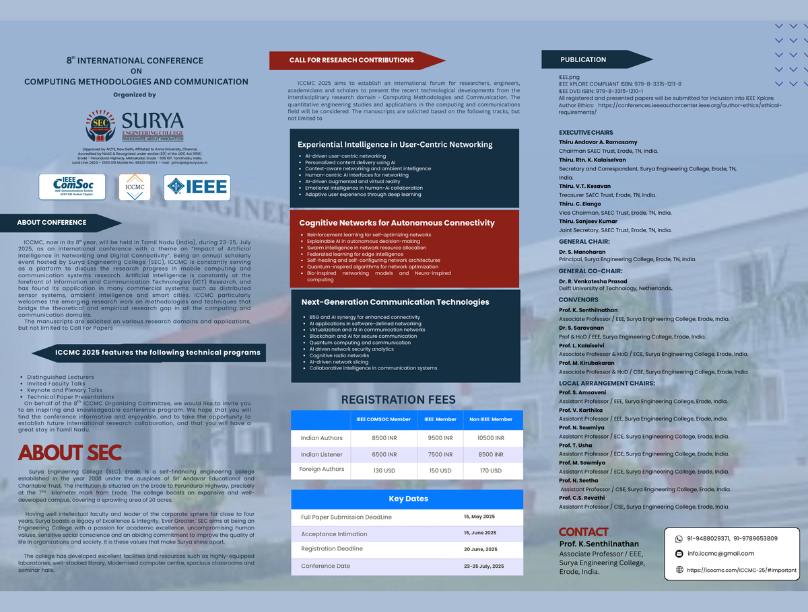 8th INTERNATIONAL CONFERENCE
ON
COMPUTING METHODOLOGIES AND COMMUNICATION
Organized by
SEC
SURYA
ENGINEERING COLLEGE
IEEE
ComSoc
ICCMC
IEEE
ABOUT CONFERENCE
ICCMC, now in its 8th year, will be held in Tamil Nadu (India), during 23-25, July
2025, as an international conference with a theme on "Impact of Artificial
Intelligence in Networking and Digital Connectivity". Being an annual scholarly
event hosted by Surya Engineering College (SEC), ICCMC is constantly serving
as a platform to discuss the research progress in mobile computing and
communication systems research. Artificial Intelligence is constantly at the
forefront of Information and Communication Technologies (ICT) Research, and
has found its application in many commercial systems such as distributed
sensor systems, ambient intelligence and smart cities. ICCMC particularly
welcomes the emerging research work on methodologies and techniques that
bridge the theoretical and empirical research gap in all the computing and
communication domains.
The manuscripts are solicited on various research domains and applications,
but not limited to Call For Papers
ICCMC 2025 features the following technical programs
• Distinguished Lecturers
• Invited Faculty Talks
• Keynote and Plenary Talks
• Technical Paper Presentations
On behalf of the 8th ICCMC Organizing Committee, we would like to invite you
to an inspiring and knowledgeable conference program. We hope that you will
find the conference informative and enjoyable, and to take the opportunity to
establish future international research collaboration, and that you will have a
great stay in Tamil Nadu.
ABOUT SEC
Surya Engineering College (SEC), Erode, is a self-financing engineering college
established in the year 2008 under the auspices of Sri Andavar Educational and
Charitable Trust. The institution is situated on the Erode to Perundurai Highway, precisely
at the 7th kilometer mark from Erode. The college boasts an expansive and well-
developed campus, covering a sprawling area of 20 acres.
Having well intellectual faculty and leader of the corporate sphere for close to four
years, Surya boasts a legacy of Excellence & Integrity. Ever Greater. SEC aims at being an
Engineering College with a passion for academic excellence, uncompromising human
values, sensitive social conscience and an abiding commitment to improve the quality of
life in organizations and society. It is these values that make Surya shine apart.
The college has developed excellent facilities and resources such as highly-equipped
laboratories, well-stocked library, Modernised computer centre, spacious classrooms and
seminar halls.
CALL FOR RESEARCH CONTRIBUTIONS
ICCMC 2025 aims to establish an international forum for researchers, engineers,
academicians and scholars to present the recent technological developments from the
interdisciplinary research domain - Computing Methodologies and Communication. The
quantitative engineering studies and applications in the computing and communications
field will be considered. The manuscripts are solicited based on the following tracks, but
not limited to
Experiential Intelligence in User-Centric Networking
• AI-driven user-centric networking
• Personalized content delivery using AI
• Context-aware networking and ambient intelligence
• Human-centric AI interfaces for networking
• AI-driven augmented and virtual reality
• Emotional intelligence in human-AI collaboration
• Adaptive user experience through deep learning
Cognitive Networks for Autonomous Connectivity
• Reinforcement learning for self-optimizing networks
• Explainable AI in autonomous decision-making
• Swarm intelligence in network resource allocation
• Federated learning for edge intelligence
• Self-healing and self-configuring network architectures
• Quantum-inspired algorithms for network optimization
• Bio-inspired networking models and Neuro-inspired
computing
Next-Generation Communication Technologies
• B5G and AI synergy for enhanced connectivity
• AI applications in software-defined networking
• Virtualization and AI in communication networks
• Blockchain and AI for secure communication
• Quantum computing and communication
• AI-driven network security analytics
• Cognitive radio networks
• AI-driven network slicing
• Collaborative intelligence in communication systems
REGISTRATION FEES
IEEE COMSOC Member IEEE Member Non IEEE Member
Indian Authors 8500 INR 9500 INR 10500 INR
Indian Listener 6500 INR 7500 INR 8500 INR
Foreign Authors 130 USD 150 USD 170 USD
Key Dates
Full Paper Submission DeadLine 15, May 2025
Acceptance Intimation 15, June 2025
Registration Deadline 20 June, 2025
Conference Date 23-25 July, 2025
PUBLICATION
IEEE.png
IEEE XPLORE COMPLIANT ISBN: 979-8-3315-1211-8
IEEE DVD ISBN: 979-8-3315-1210-1
All registered and presented papers will be submitted for inclusion into IEEE Xplore.
Author Ethics: https://conferences.ieeeauthorcenter.ieee.org/author-ethics/ethical-
requirements/
EXECUTIVE CHAIRS
Thiru Andavar A. Ramasamy
Chairman SAEC Trust, Erode, TN, India.
Thiru. Rtn. K. Kalaiselvan
Secretary and Correspondent, Surya Engineering College, Erode, TN,
India.
Thiru. V.T. Kesavan
Treasurer SAEC Trust, Erode, TN, India.
Thiru. C. Elango
Vice Chairman, SAEC Trust, Erode, TN, India.
Thiru. Sanjeev Kumar
Joint Secretary, SAEC Trust, Erode, TN, India.
GENERAL CHAIR:
Dr. S. Manoharan
Principal, Surya Engineering College, Erode, India.
GENERAL CO-CHAIR:
Dr. R. Venkatesha Prasad
Delft University of Technology, Netherlands.
CONVENORS
Prof. K. Senthilnathan
Associate Professor / EEE, Surya Engineering College, Erode, India.
Dr. S. Saravanan
Prof & HoD / EEE, Surya Engineering College, Erode, India.
Prof. L. Kalaiselvi
Associate Professor & HoD / ECE, Surya Engineering College, Erode, India.
Prof. M. Kirubakaran
Associate Professor & HoD / CSE, Surya Engineering College, Erode, India.
LOCAL ARRANGEMENT CHAIRS:
Prof. S. Amsaveni
Assistant Professor / EEE, Surya Engineering College, Erode, India.
Prof. V. Karthika
Assistant Professor / EEE, Surya Engineering College, Erode, India.
Prof. N. Sowmiya
Assistant Professor / ECE, Surya Engineering College, Erode, India.
Prof. T. Usha
Assistant Professor / ECE, Surya Engineering College, Erode, India.
Prof. M. Sowmiya
Assistant Professor / ECE, Surya Engineering College, Erode, India.
Prof. N. Seetha
Assistant Professor / CSE, Surya Engineering College, Erode, India.
Prof. C.S. Revathi
Assistant Professor / CSE, Surya Engineering College, Erode, India.
CONTACT
Prof. K.Senthilnathan
Associate Professor / EEE,
Surya Engineering College,
Erode, India.
91-9488029371, 91-9789653809
info.iccmc@gmail.com
https://iccmc.com/ICCMC-25/#important